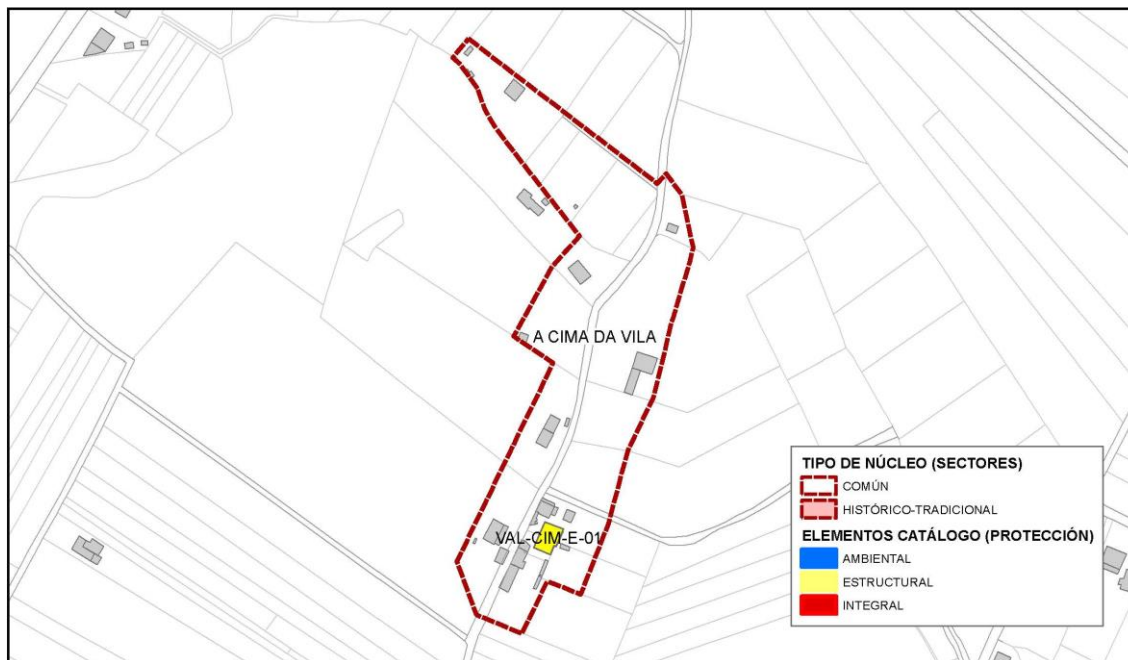 A CIMA DA VILA
VAL-CIM-E-01
TIPO DE NÚCLEO (SECTORES)
COMÚN
HISTÓRICO-TRADICIONAL
ELEMENTOS CATÁLOGO (PROTECCIÓN)
AMBIENTAL
ESTRUCTURAL
INTEGRAL